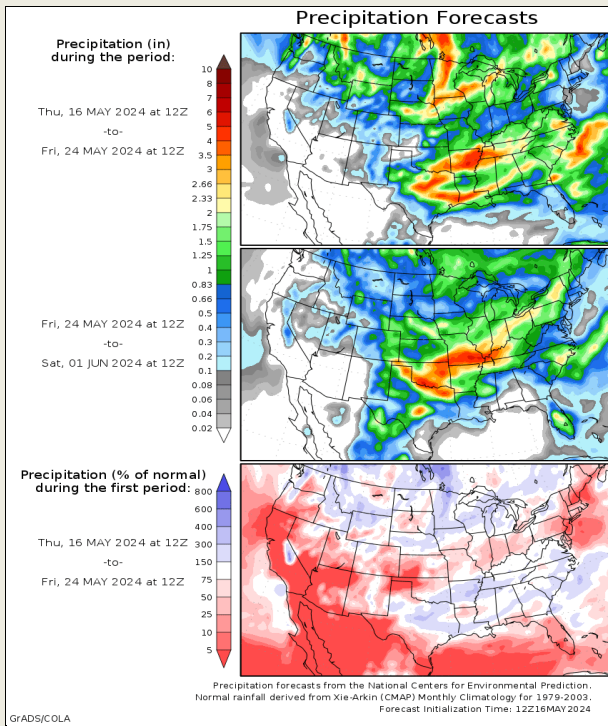 Precipitation Forecasts
Precipitation (in)
during the period:
Thu, 16 MAY 2024 at 12Z
-to-
Fri, 24 MAY 2024 at 12Z
10
8
7
6
5
4
3.5
3
2.66
2.33
2
1.75
1.5
1.25
1
0.83
0.66
0.5
0.4
0.3
0.2
0.1
0.08
0.06
0.04
0.02
Fri, 24 MAY 2024 at 12Z
-to-
Sat, 01 JUN 2024 at 12Z
Precipitation (% of normal)
during the first period:
Thu, 16 MAY 2024 at 12Z
-to-
Fri, 24 MAY 2024 at 12Z
800
600
400
300
150
75
50
25
10
5
Precipitation forecasts from the National Centers for Environmental Prediction.
Normal rainfall derived from Xie-Arkin (CMAP) Monthly Climatology for 1979-2003.
Forecast Initialization Time: 12Z16MAY2024
GrADS/COLA